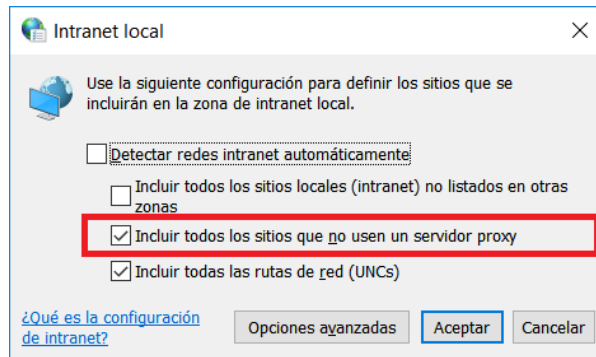 Intranet local
Use la siguiente configuración para definir los sitios que se
incluirán en la zona de intranet local.
Detectar redes intranet automáticamente
Incluir todos los sitios locales (intranet) no listados en otras
zonas
Incluir todos los sitios que no usen un servidor proxy
Incluir todas las rutas de red (UNCs)
¿Qué es la configuración
de intranet?
Opciones avanzadas
Aceptar
Cancelar